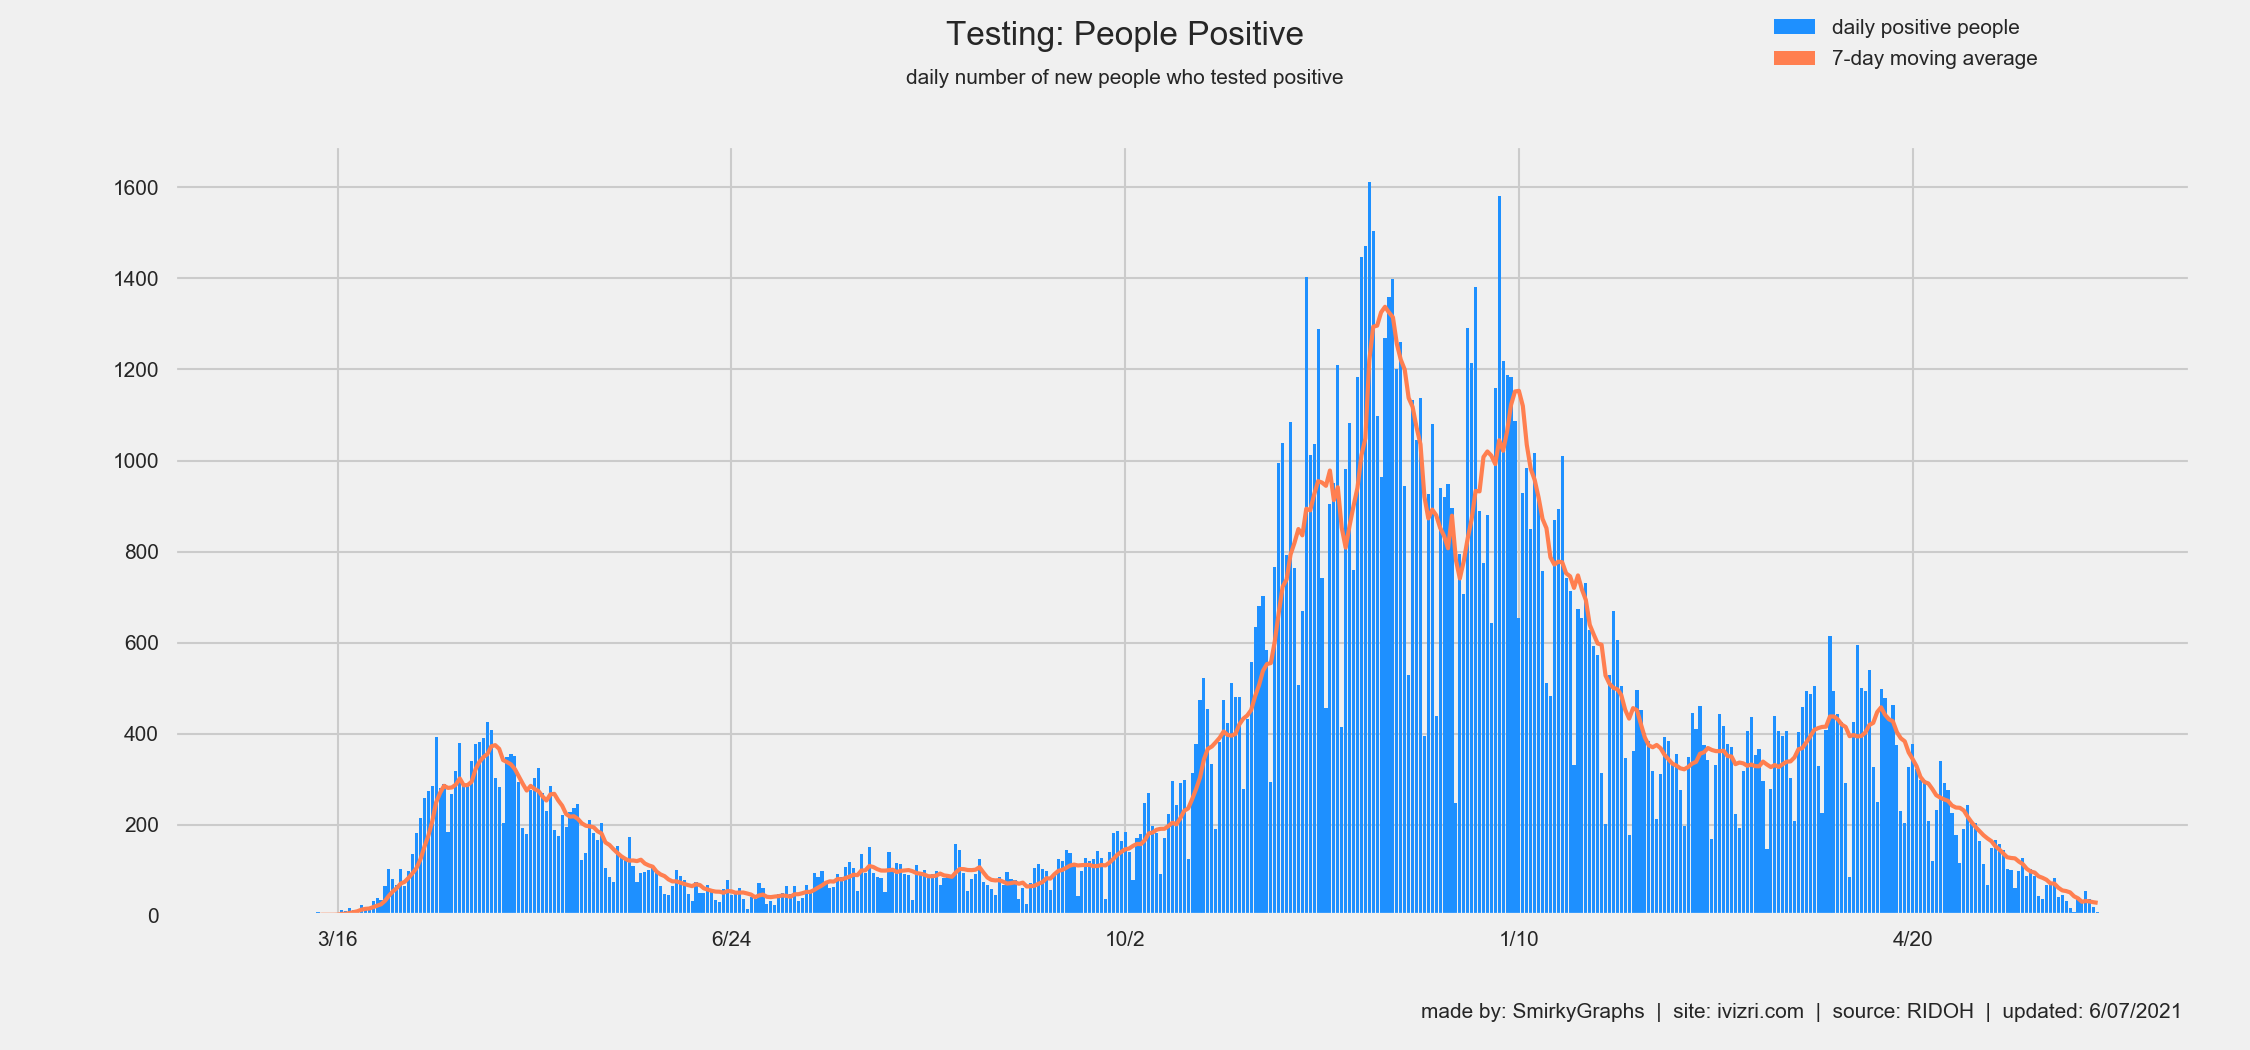 Testing: People Positive
daily number of new people who tested positive
daily positive people
7-day moving average
1600
1400
1200
1000
800
600
400
200
0
3/16 6/24 10/2 1/10 4/20
made by: SmirkyGraphs | site: ivizri.com | source: RIDOH | updated: 6/07/2021